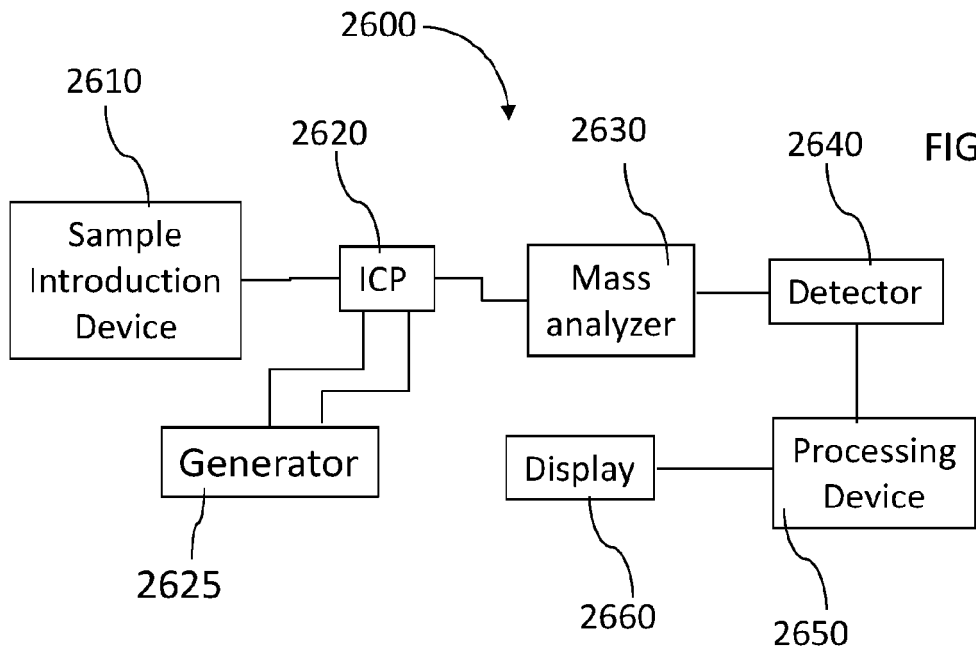 2600
2610
2620
2630
2640
FIG
Sample
Introduction
Device
ICP
Mass
analyzer
Detector
Generator
Display
Processing
Device
2625
2660
2650